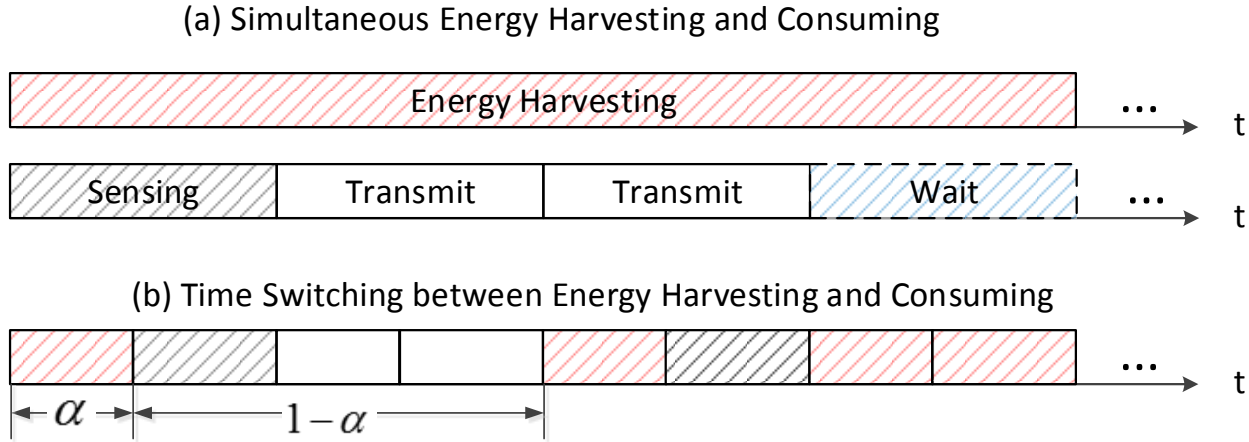 (a) Simultaneous Energy Harvesting and Consuming
Energy Harvesting
...
t
Sensing Transmit Transmit Wait
...
t
(b) Time Switching between Energy Harvesting and Consuming
...
t
α 1−α